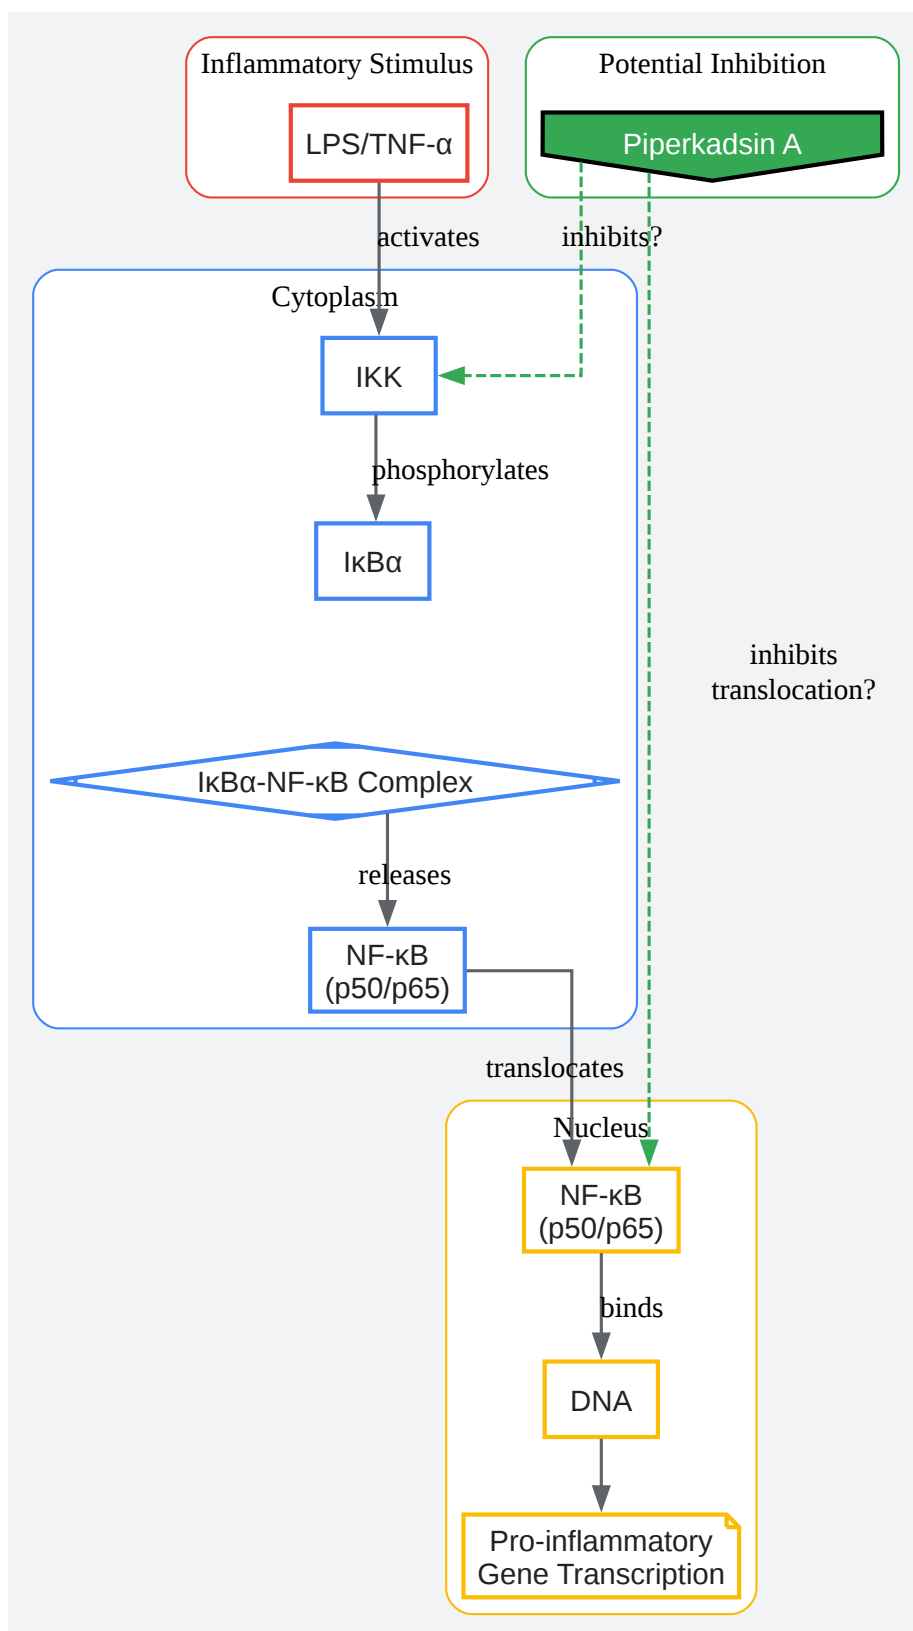 Inflammatory Stimulus
Potential Inhibition
LPS/TNF-α
Piperkadsin A
activates
inhibits?
Cytoplasm
IKK
phosphorylates
IκBα
inhibits
translocation?
IκBα-NF-κB Complex
releases
NF-κB
(p50/p65)
translocates
Nucleus
NF-κB
(p50/p65)
binds
DNA
Pro-inflammatory
Gene Transcription